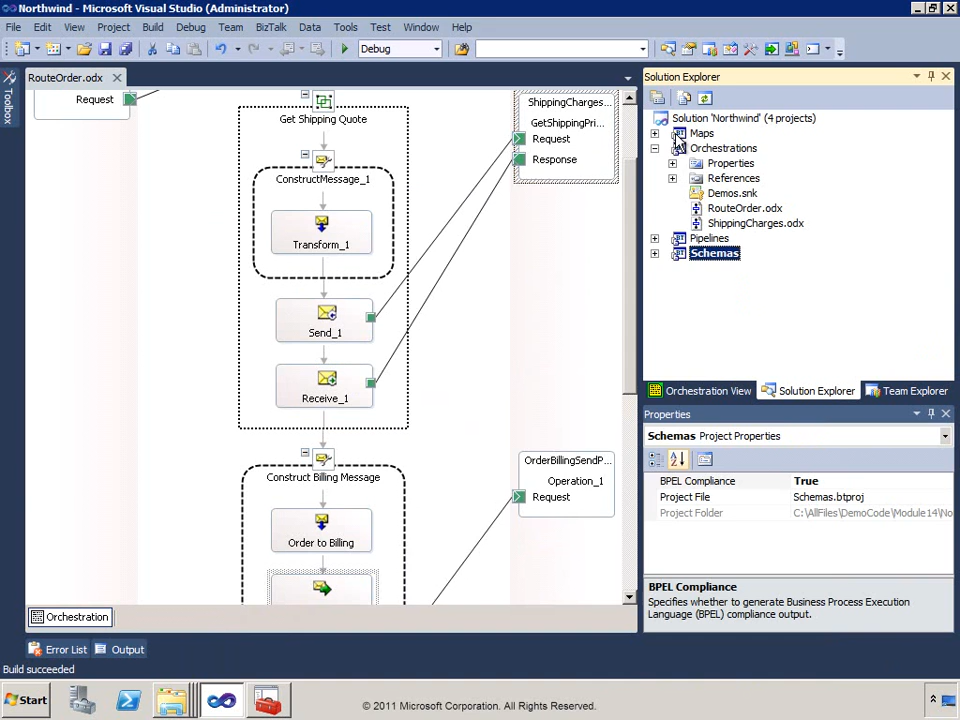 Northwind - Microsoft Visual Studio (Administrator)
File Edit View Project Build Debug Team BizTalk Data Tools Test Window Help
Debug
RouteOrder.odx
Toolbox
Request
Get Shipping Quote
ConstructMessage_1
Transform_1
Send_1
Receive_1
Construct Billing Message
Order to Billing
ShippingCharges...
GetShippingPri...
Request
Response
OrderBillingSendP...
Operation_1
Request
Orchestration
Solution Explorer
Solution 'Northwind' (4 projects)
Maps
Orchestrations
Properties
References
Demos.snk
RouteOrder.odx
ShippingCharges.odx
Pipelines
Schemas
Orchestration View Solution Explorer Team Explorer
Properties
Schemas Project Properties
BPEL Compliance True
Project File Schemas.btproj
Project Folder C:\AllFiles\DemoCode\Module14\No
BPEL Compliance
Specifies whether to generate Business Process Execution
Language (BPEL) compliance output.
Error List Output
Build succeeded
Start
© 2011 Microsoft Corporation. All Rights Reserved.